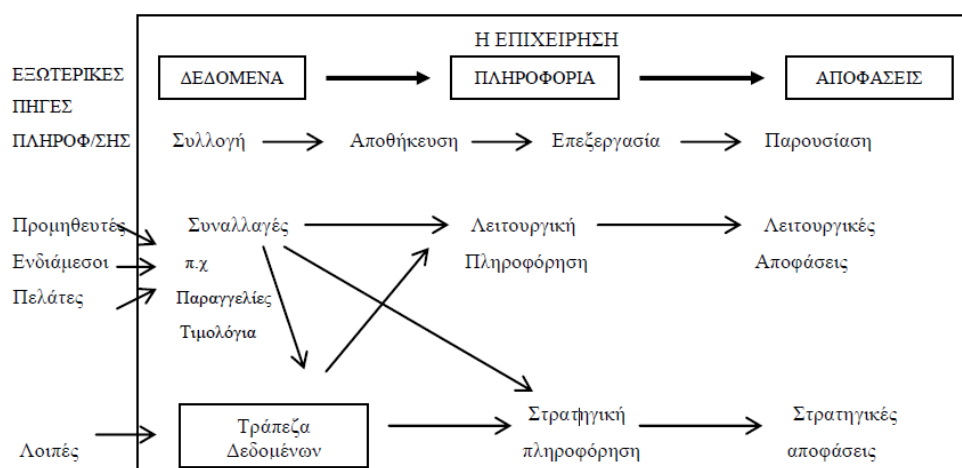 Η ΕΠΙΧΕΙΡΗΣΗ
ΕΞΩΤΕΡΙΚΕΣ ΔΕΔΟΜΕΝΑ ΠΛΗΡΟΦΟΡΙΑ ΑΠΟΦΑΣΕΙΣ
ΠΗΓΕΣ
ΠΛΗΡΟΦ/ΣΗΣ Συλλογή Αποθήκευση Επεξεργασία Παρουσίαση
Προμηθευτές Συναλλαγές Λειτουργική Λειτουργικές
Ενδιάμεσοι π.χ Πληροφόρηση Αποφάσεις
Πελάτες Παραγγελίες
Τιμολόγια
Τράπεζα Στρατηγική Στρατηγικές
Λοιπές Δεδομένων πληροφόρηση αποφάσεις